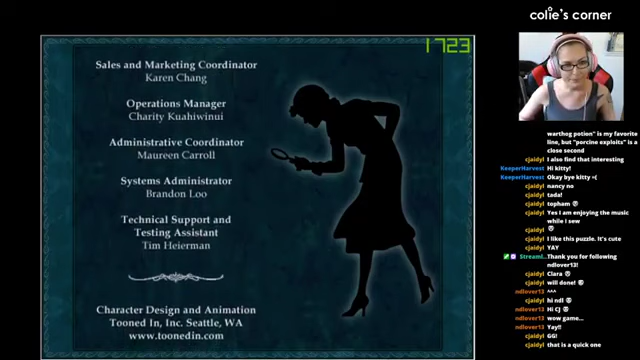 colie's corner
1723
Sales and Marketing Coordinator
Karen Chang
Operations Manager
Charity Kuahiwinui
Administrative Coordinator
Maureen Carroll
Systems Administrator
Brandon Loo
Technical Support and
Testing Assistant
Tim Heierman
Character Design and Animation
Tooned In, Inc. Seattle, WA
www.toonedin.com
warthog potion" is my favorite
line, but "porcine exploits" is a
close second
cjaidyl I also find that interesting
KeeperHarvest Hi kitty!
KeeperHarvest Okay bye kitty =(
cjaidyl nancy no
cjaidyl tada!
cjaidyl topham
cjaidyl Yes I am enjoying the music
while I sew
cjaidyl
cjaidyl I like this puzzle. It's cute
cjaidyl YAY
Streaml.. Thank you for following
ndlover13!
cjaidyl Clara
cjaidyl will done!
ndlover13 ^^^
cjaidyl hi ndl
ndlover13 Hi CJ
ndlover13 wow game...
ndlover13 Yay!!
cjaidyl GG!
cjaidyl that is a quick one